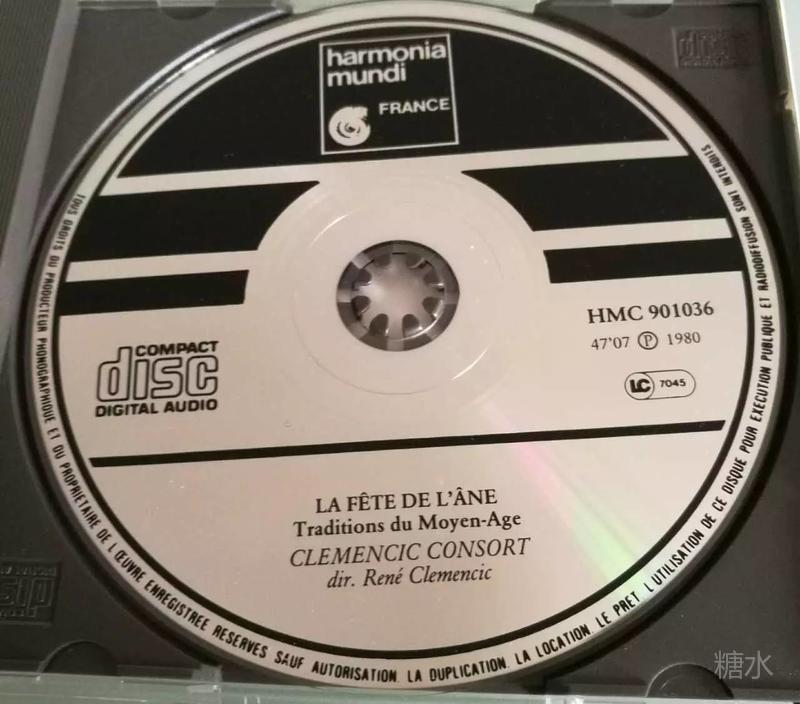 harmonia
mundi
FRANCE
HMC 901036
47'07 Ⓟ 1980
LC 7045
COMPACT
disc
DIGITAL AUDIO
LA FÊTE DE L'ÂNE
Traditions du Moyen-Age
CLEMENCIC CONSORT
dir. René Clemencic
TOUS DROITS DU PRODUCTEUR PHONOGRAPHIQUE ET DU PROPRIETAIRE DE L'ŒUVRE ENREGISTREE RESERVES SAUF AUTORISATION. LA DUPLICATION. LA LOCATION. LE PRET L'UTILISATION DE CE DISQUE POUR EXECUTION PUBLIQUE ET RADIODIFFUSION SONT INTERDITS
糖水